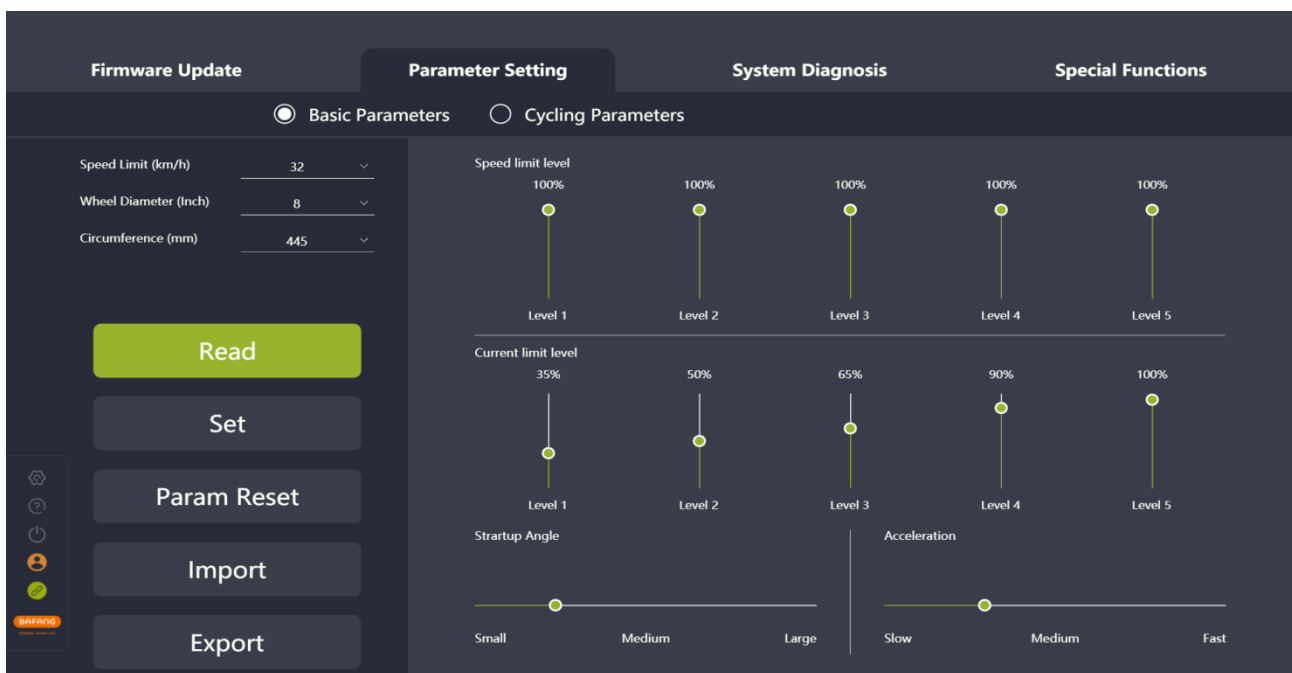 Firmware Update Parameter Setting System Diagnosis Special Functions
Basic Parameters Cycling Parameters
Speed Limit (km/h) 32
Wheel Diameter (Inch) 8
Circumference (mm) 445
Read
Set
Param Reset
Import
Export
BAFANG
Speed limit level
100% 100% 100% 100% 100%
Level 1 Level 2 Level 3 Level 4 Level 5
Current limit level
35% 50% 65% 90% 100%
Level 1 Level 2 Level 3 Level 4 Level 5
Strartup Angle
Small Medium Large
Acceleration
Slow Medium Fast